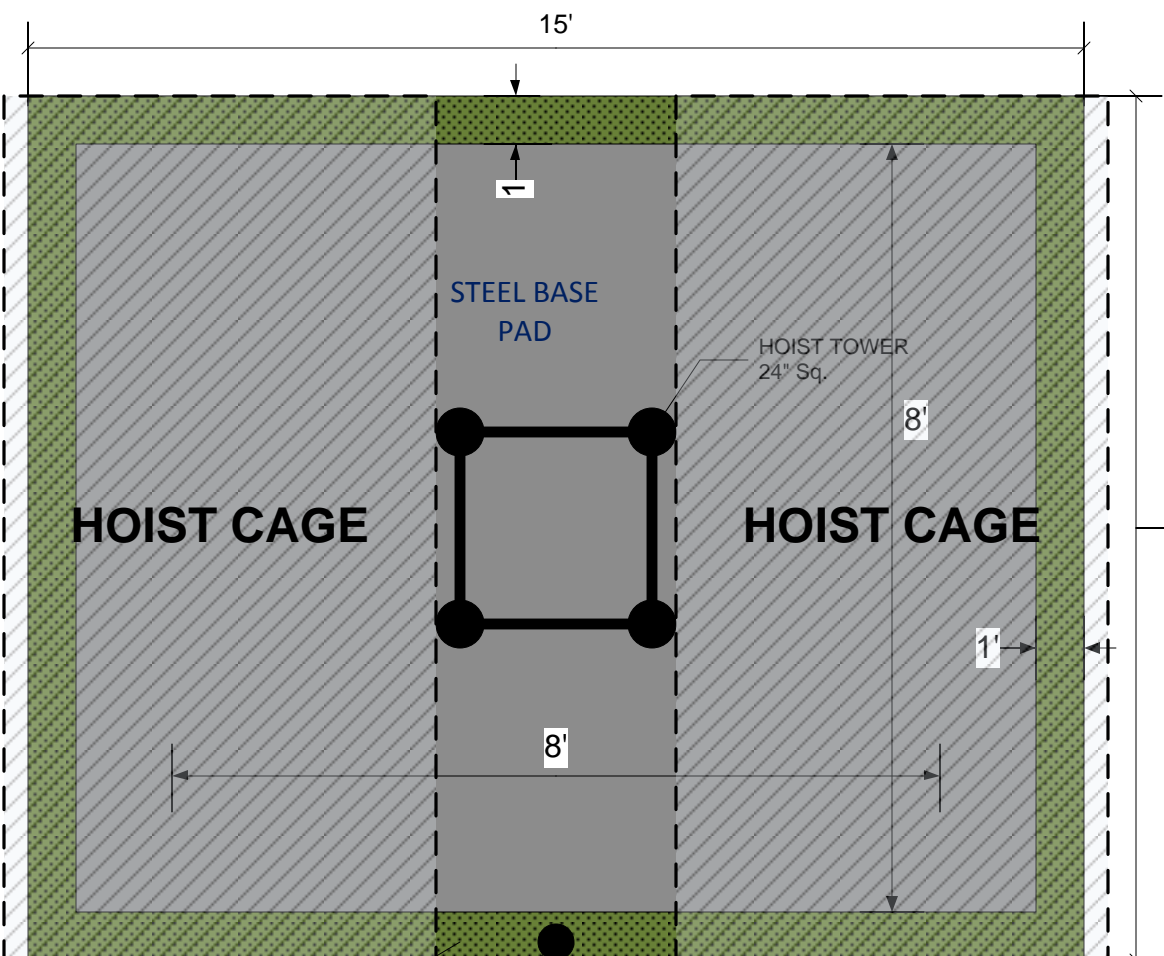 15'
1
STEEL BASE
PAD
HOIST TOWER
24" Sq.
8'
HOIST CAGE
HOIST CAGE
1'
8'